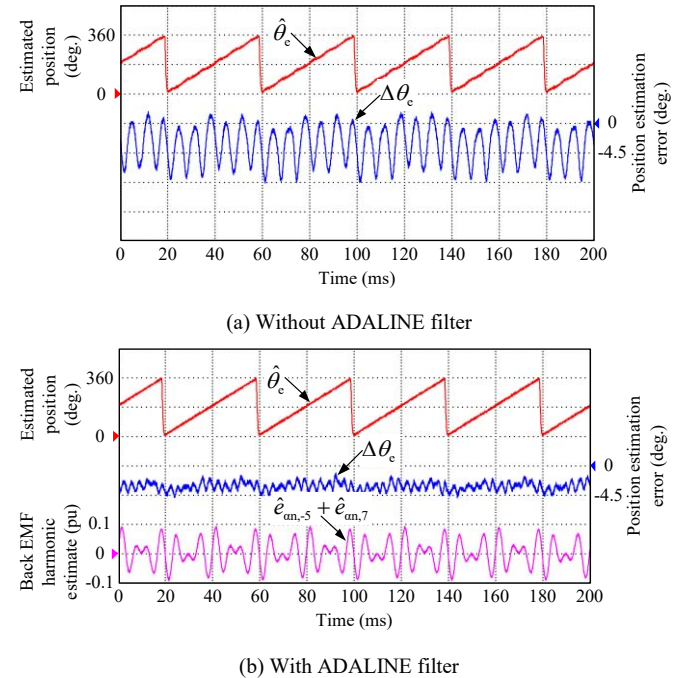 Estimated
position
(deg.)
360
0
θ̂e
Δθe
0
-4.5
Position estimation
error (deg.)
0 20 40 60 80 100 120 140 160 180 200
Time (ms)
(a) Without ADALINE filter
Estimated
position
(deg.)
360
0
θ̂e
Δθe
0
-4.5
Position estimation
error (deg.)
êαn,-5 + êαn,7
Back EMF
harmonic
estimate (pu)
0.1
0
-0.1
0 20 40 60 80 100 120 140 160 180 200
Time (ms)
(b) With ADALINE filter